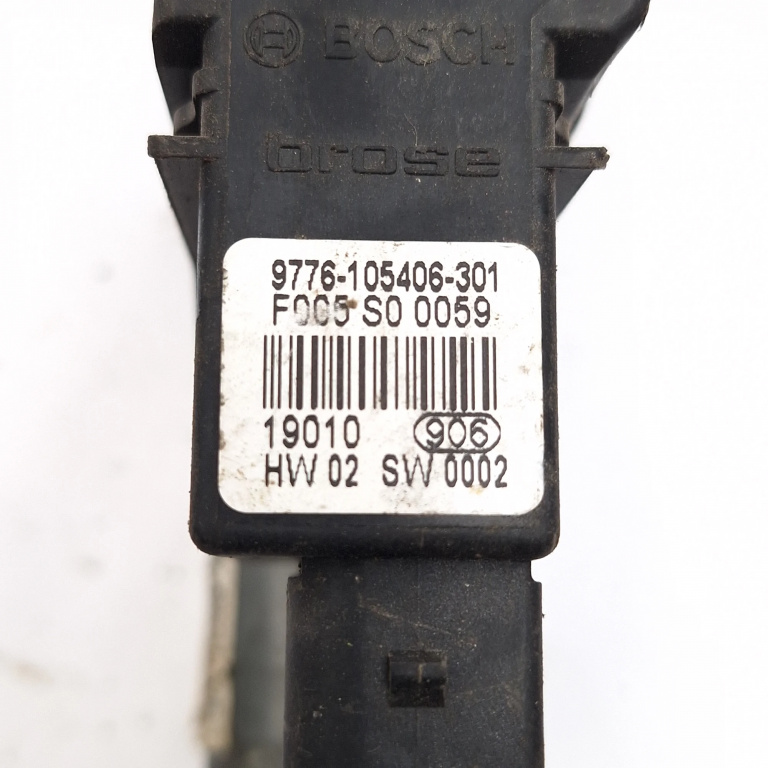 BOSCH
brose
9776-105406-301
F005 S0 0059
19010 906
HW 02 SW 0002